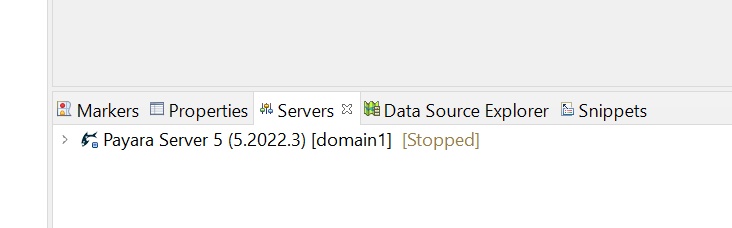 Markers Properties Servers Data Source Explorer Snippets
Payara Server 5 (5.2022.3) [domain1] [Stopped]